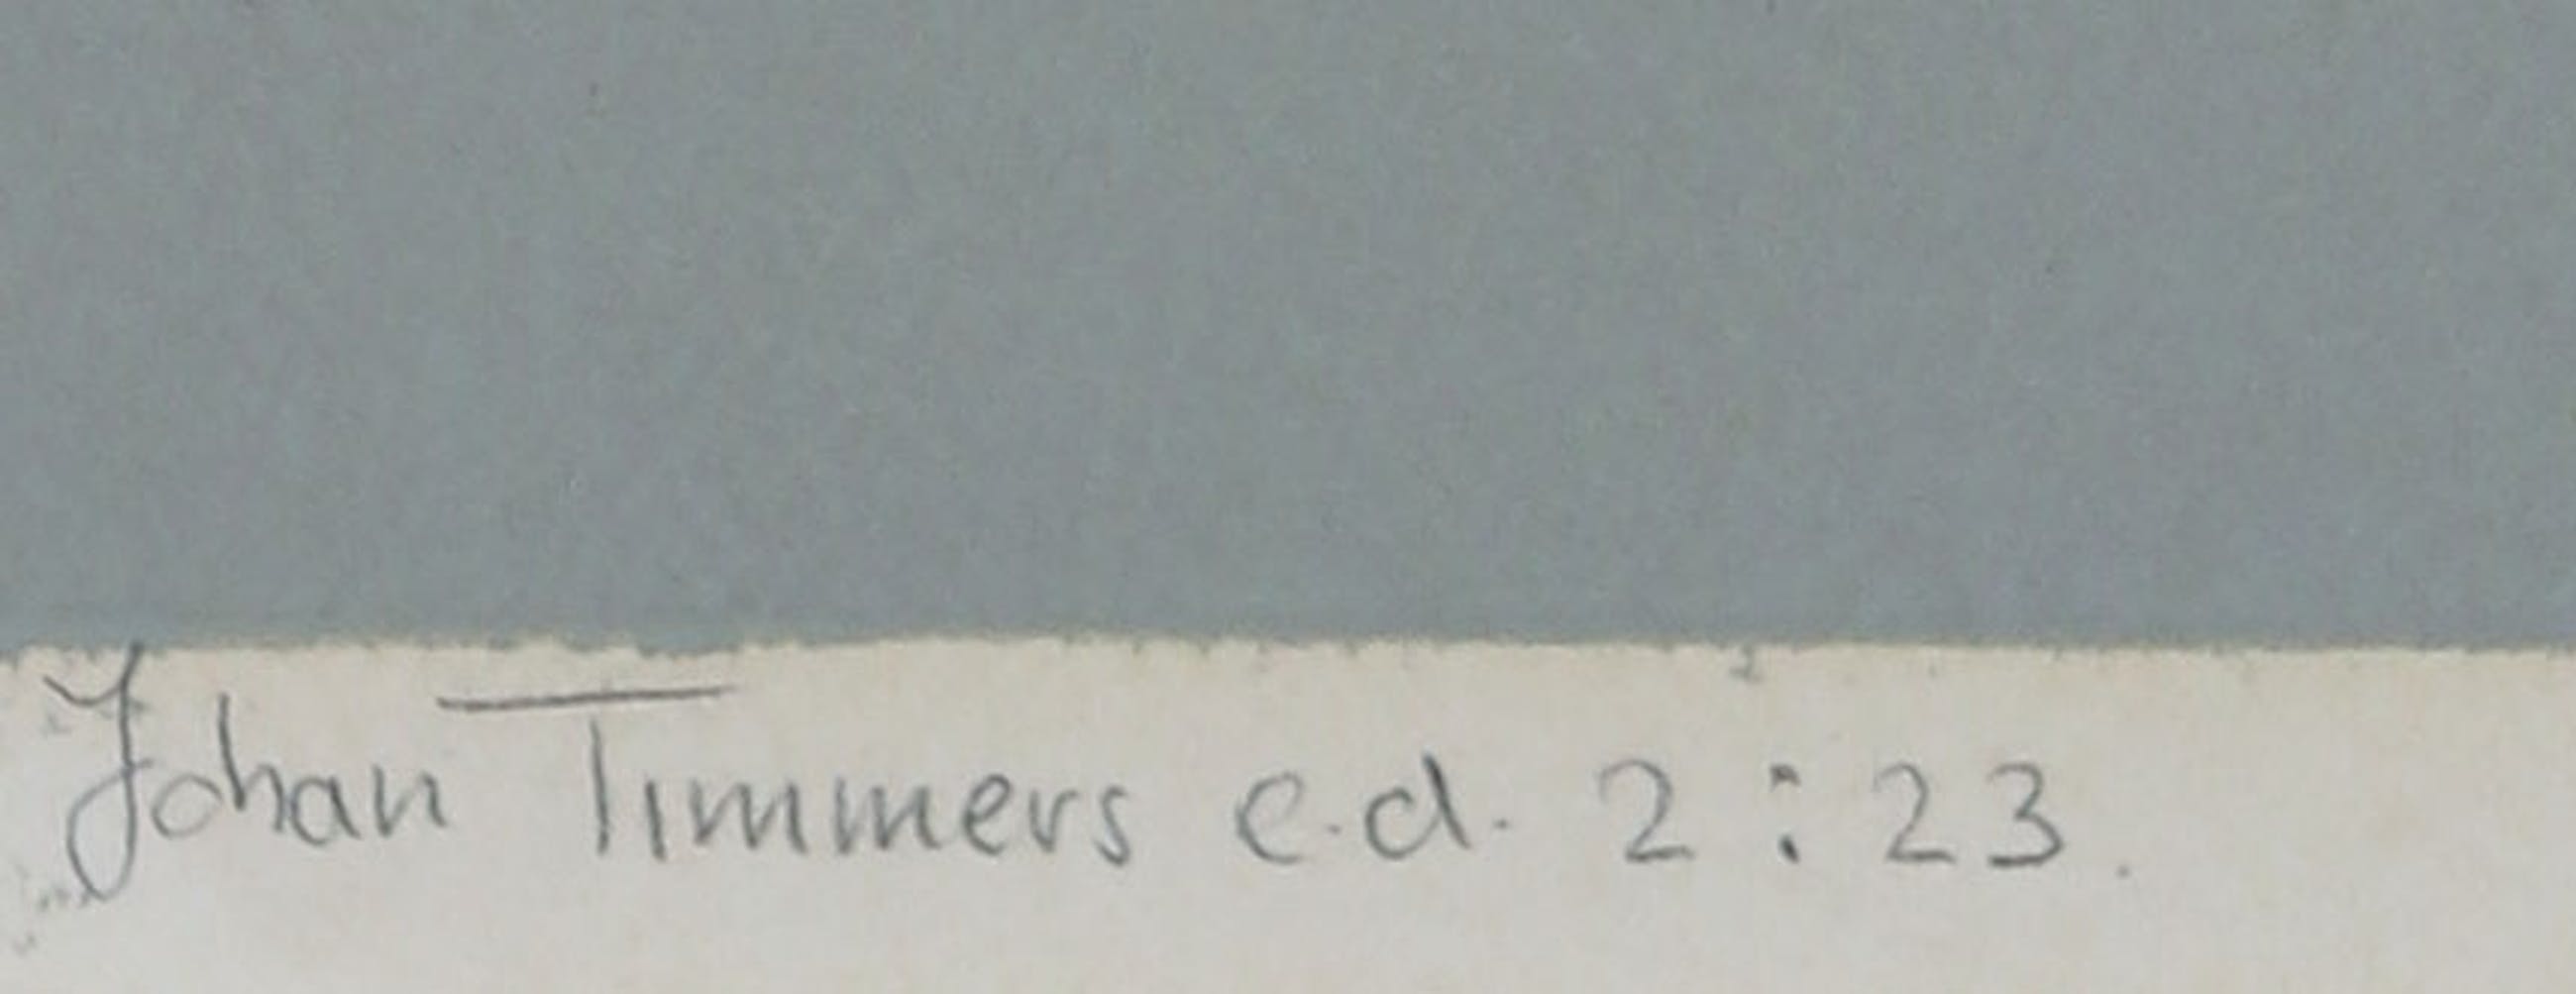 Johan Timmers e.d. 2 : 23.